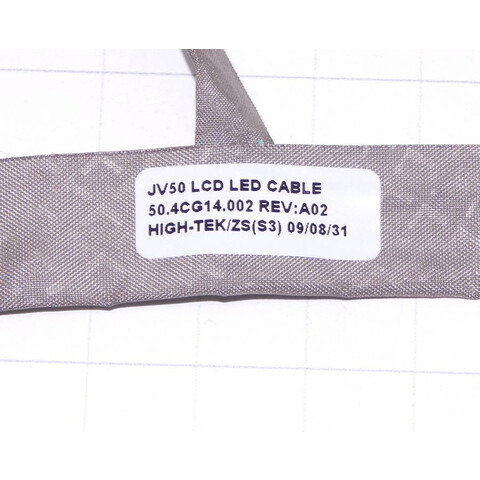 JV50 LCD LED CABLE
50.4CG14.002 REV:A02
HIGH-TEK/ZS(S3) 09/08/31